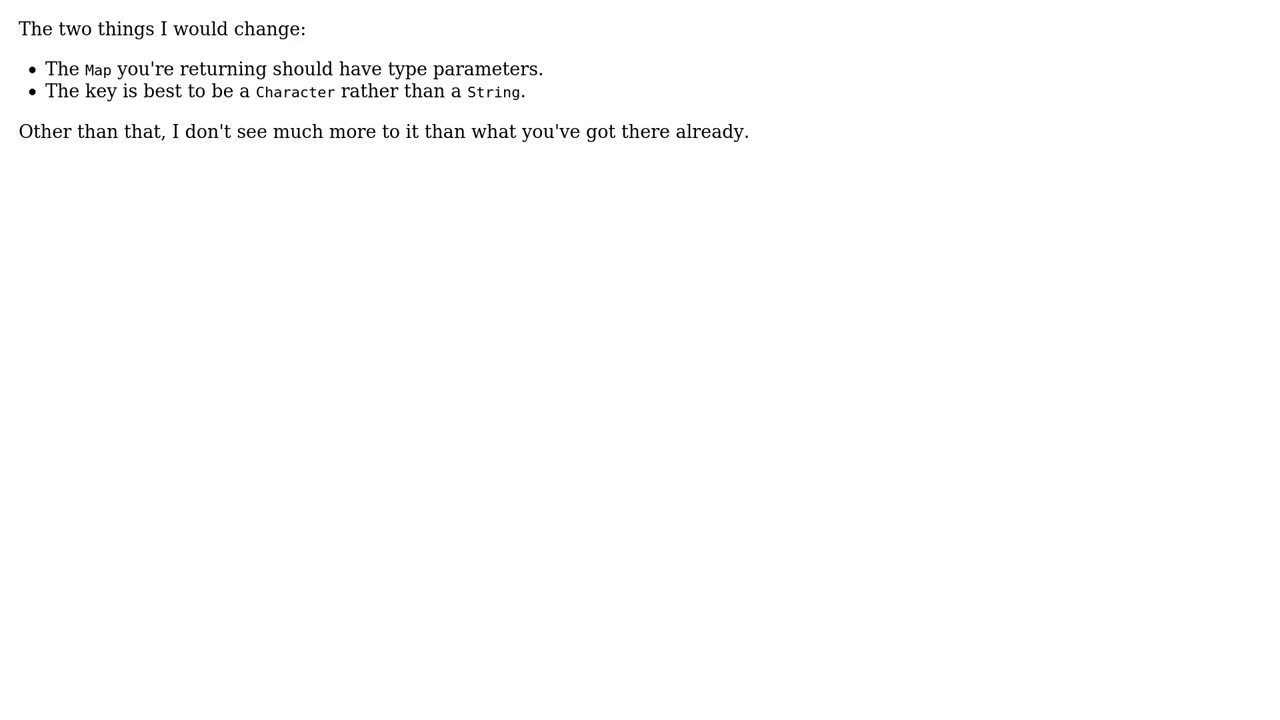 The two things I would change:
• The Map you're returning should have type parameters.
• The key is best to be a Character rather than a String.
Other than that, I don't see much more to it than what you've got there already.